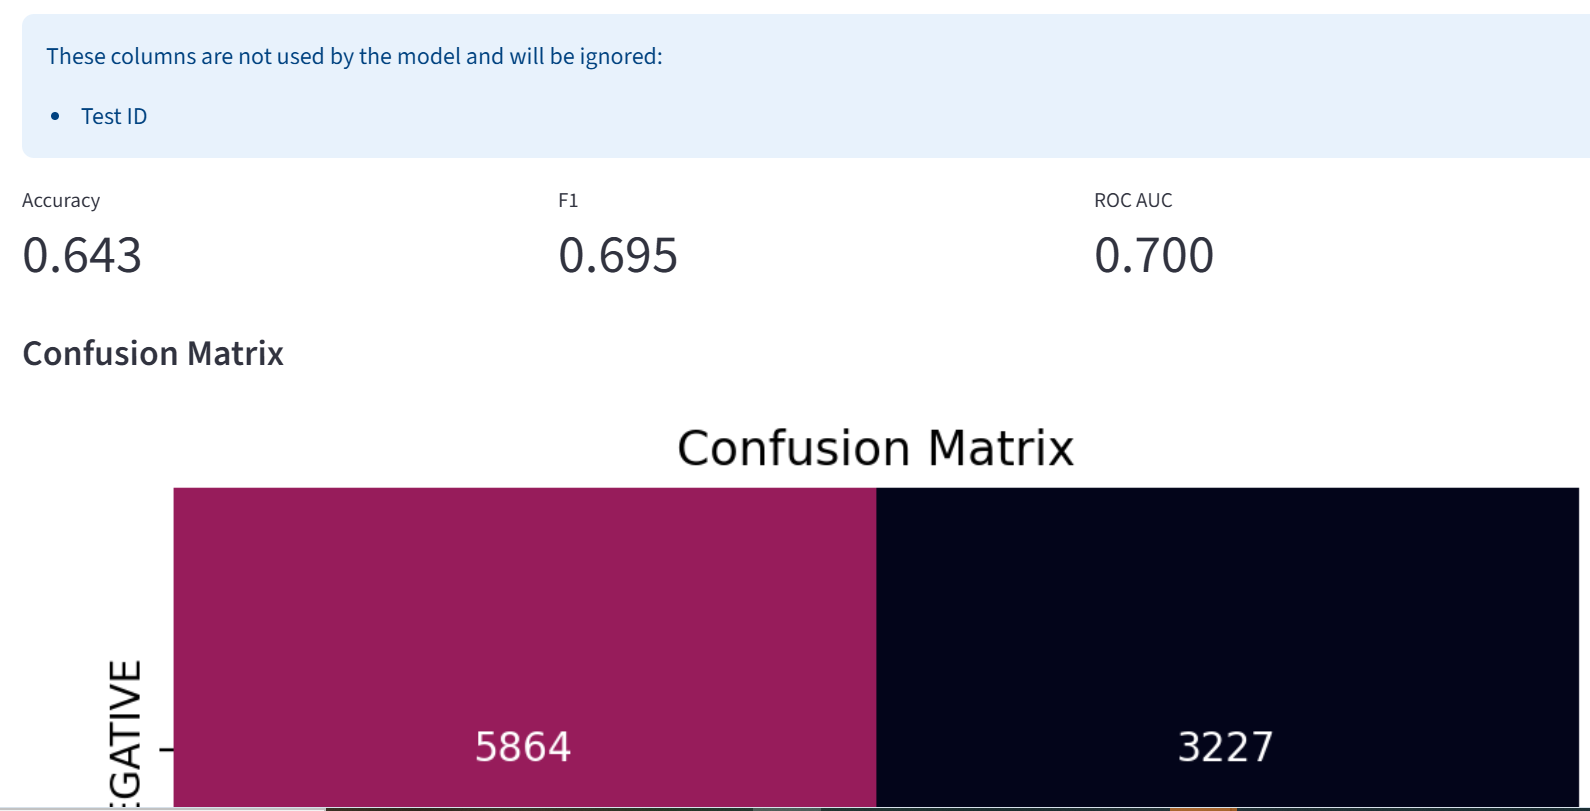 These columns are not used by the model and will be ignored:
• Test ID
Accuracy
F1
ROC AUC
0.643
0.695
0.700
Confusion Matrix
Confusion Matrix
5864
3227
EGATIVE